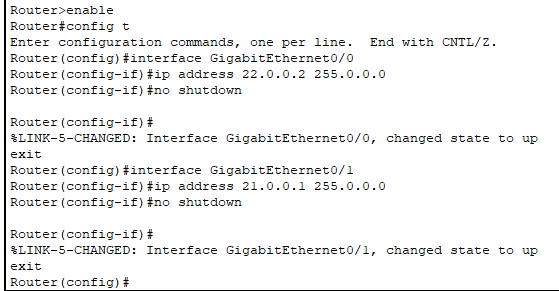 Router>enable
Router#config t
Enter configuration commands, one per line.  End with CNTL/Z.
Router(config)#interface GigabitEthernet0/0
Router(config-if)#ip address 22.0.0.2 255.0.0.0
Router(config-if)#no shutdown

Router(config-if)#
%LINK-5-CHANGED: Interface GigabitEthernet0/0, changed state to up
exit
Router(config)#interface GigabitEthernet0/1
Router(config-if)#ip address 21.0.0.1 255.0.0.0
Router(config-if)#no shutdown

Router(config-if)#
%LINK-5-CHANGED: Interface GigabitEthernet0/1, changed state to up
exit
Router(config)#